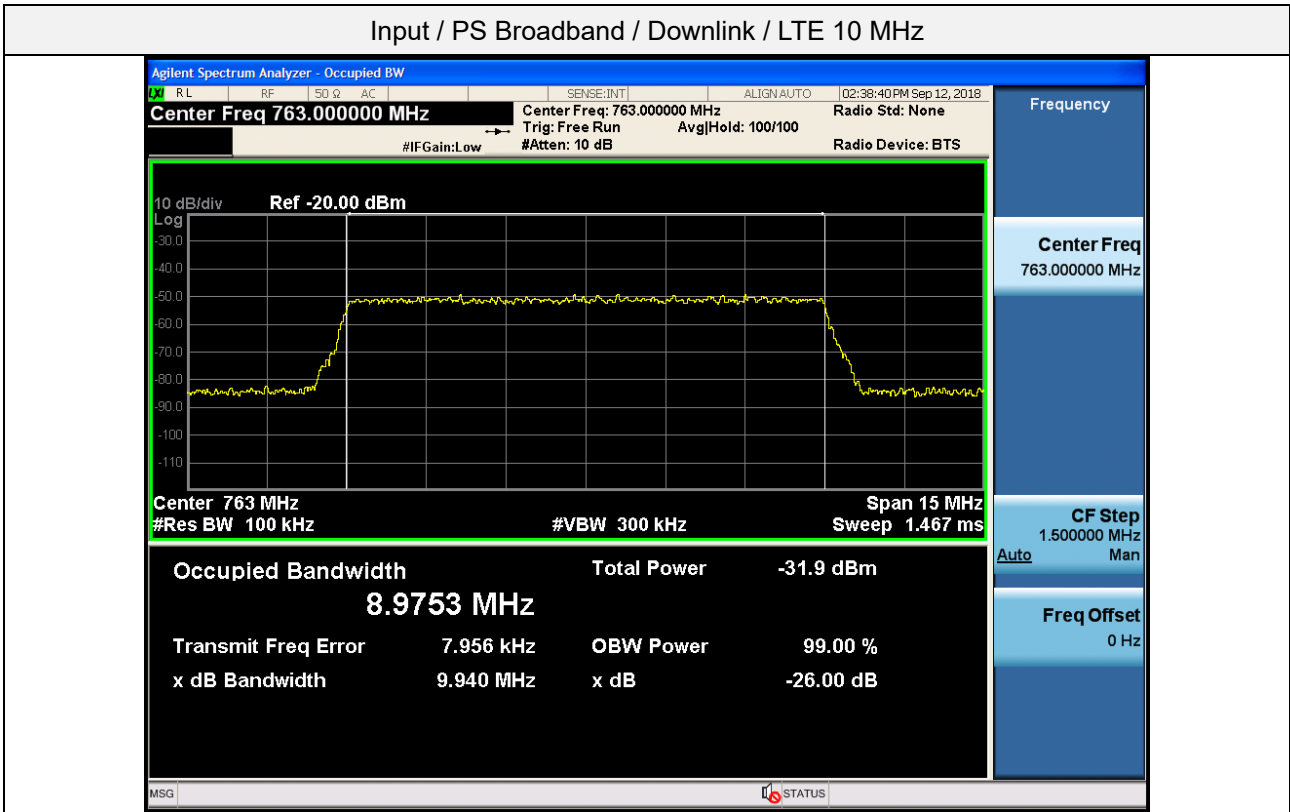 Input / PS Broadband / Downlink / LTE 10 MHz
Agilent Spectrum Analyzer - Occupied BW
LXI RL RF 50 Ω AC SENSE:INT ALIGN AUTO 02:38:40 PM Sep 12, 2018
Center Freq 763.000000 MHz
Center Freq: 763.000000 MHz
Radio Std: None
Trig: Free Run Avg|Hold: 100/100
#IFGain:Low
#Atten: 10 dB
Radio Device: BTS
Frequency
10 dB/div Ref -20.00 dBm
Log
-30.0
-40.0
-50.0
-60.0
-70.0
-80.0
-90.0
-100
-110
Center 763 MHz Span 15 MHz
#Res BW 100 kHz #VBW 300 kHz Sweep 1.467 ms
Center Freq
763.000000 MHz
CF Step
1.500000 MHz
Auto Man
Freq Offset
0 Hz
Occupied Bandwidth Total Power -31.9 dBm
8.9753 MHz
Transmit Freq Error 7.956 kHz OBW Power 99.00 %
x dB Bandwidth 9.940 MHz x dB -26.00 dB
MSG STATUS